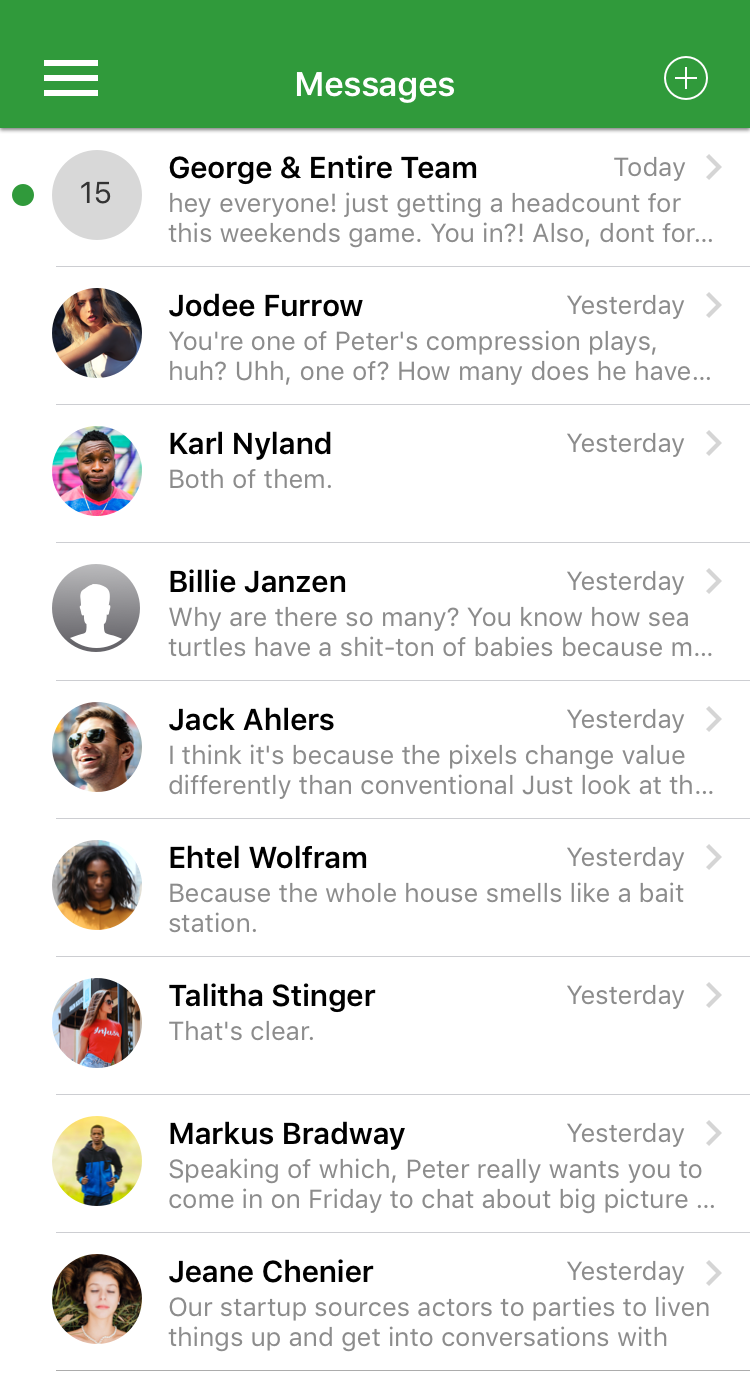 Messages
George & Entire Team Today
15
hey everyone! just getting a headcount for
this weekends game. You in?! Also, dont for...
Jodee Furrow Yesterday
You're one of Peter's compression plays,
huh? Uhh, one of? How many does he have...
Karl Nyland Yesterday
Both of them.
Billie Janzen Yesterday
Why are there so many? You know how sea
turtles have a shit-ton of babies because m...
Jack Ahlers Yesterday
I think it's because the pixels change value
differently than conventional Just look at th...
Ehtel Wolfram Yesterday
Because the whole house smells like a bait
station.
Talitha Stinger Yesterday
That's clear.
Markus Bradway Yesterday
Speaking of which, Peter really wants you to
come in on Friday to chat about big picture ...
Jeane Chenier Yesterday
Our startup sources actors to parties to liven
things up and get into conversations with